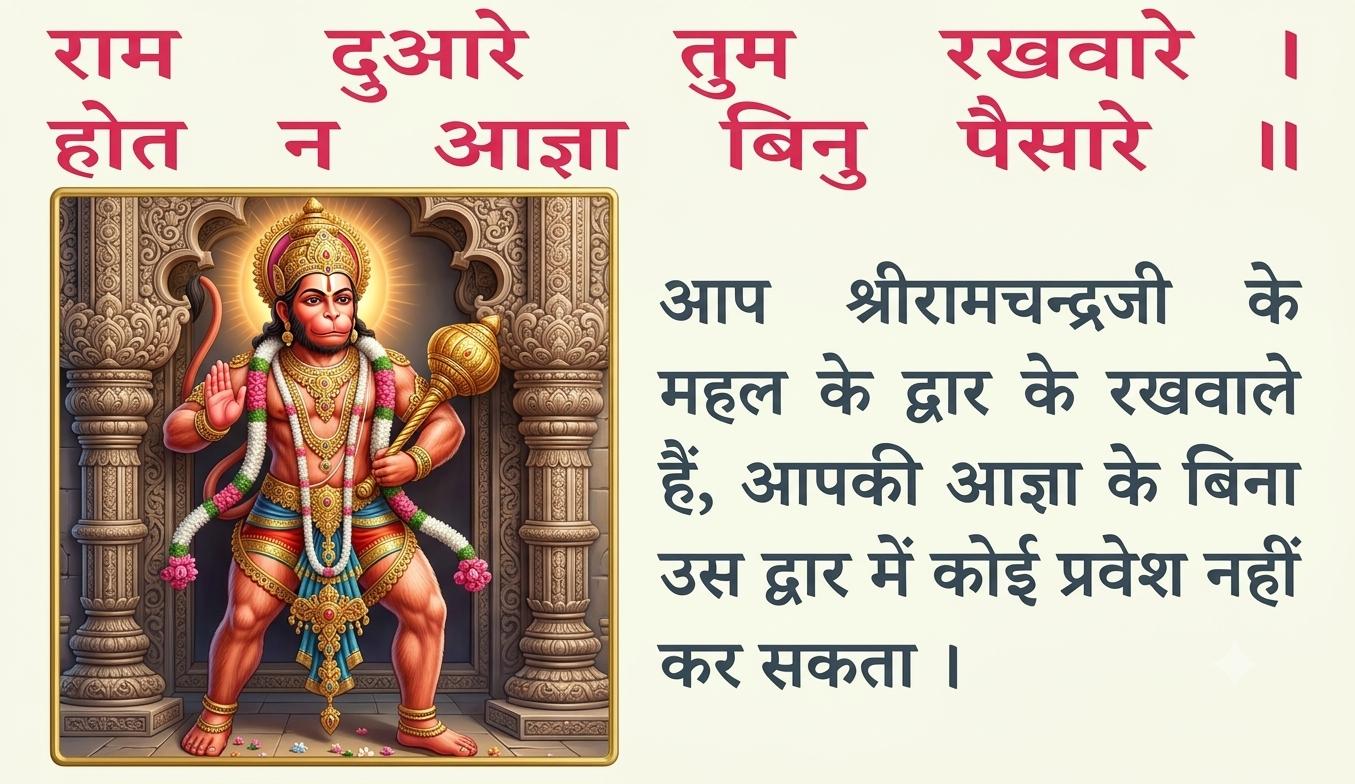 राम दुआरे तुम रखवारे ।
होत न आज्ञा बिनु पैसारे ॥
आप श्रीरामचन्द्रजी के
महल के द्वार के रखवाले
हैं, आपकी आज्ञा के बिना
उस द्वार में कोई प्रवेश नहीं
कर सकता ।